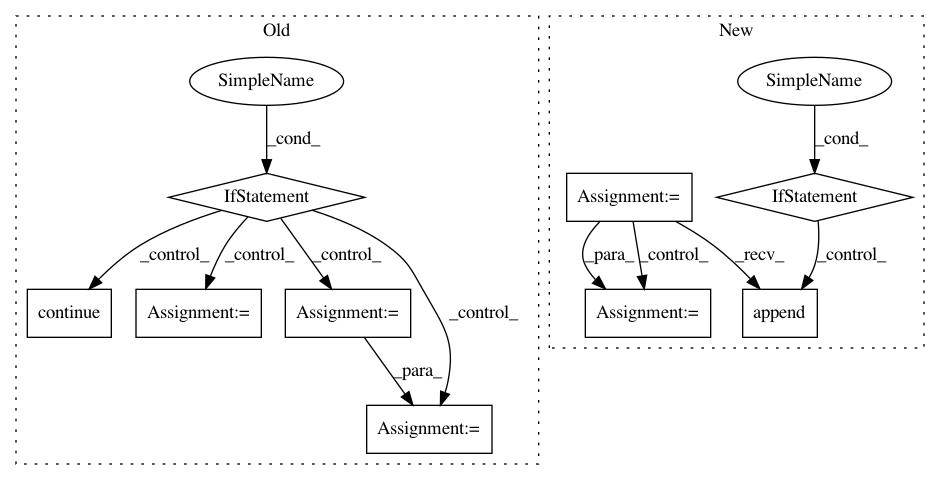 Old
New
SimpleName
SimpleName
_cond_
_cond_
IfStatement
Assignment:=
IfStatement
_control_
_control_
_control_
_control_
_para_
_control_
_recv_
_control_
continue
Assignment:=
Assignment:=
Assignment:=
append
_para_
Assignment:=